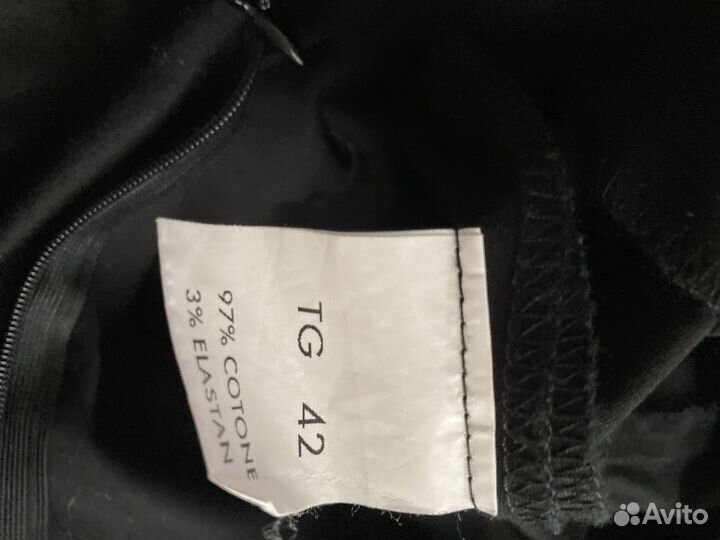 TG 42
97% COTONE
3% ELASTAN
Avito